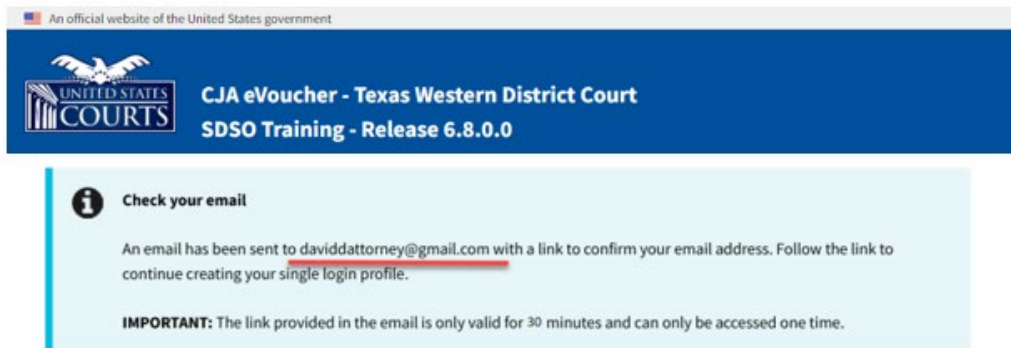 An official website of the United States government
UNITED STATES
COURTS
CJA eVoucher - Texas Western District Court
SDSO Training - Release 6.8.0.0
Check your email
An email has been sent to daviddattorney@gmail.com with a link to confirm your email address. Follow the link to
continue creating your single login profile.
IMPORTANT: The link provided in the email is only valid for 30 minutes and can only be accessed one time.